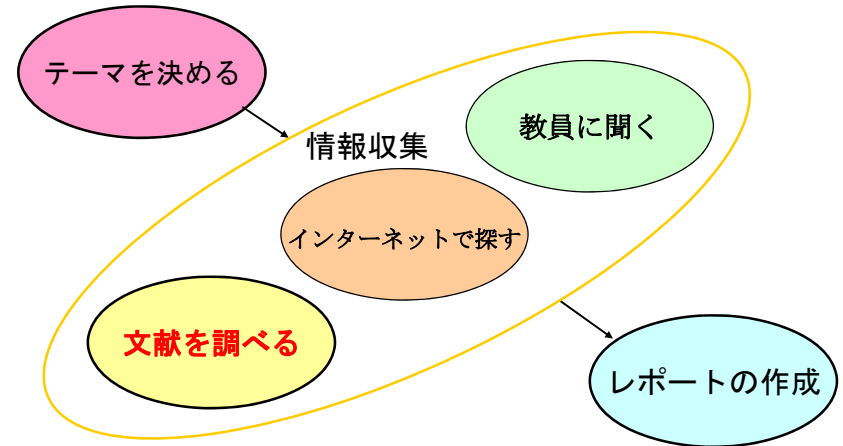 テーマを決める
情報収集
教員に聞く
インターネットで探す
文献を調べる
レポートの作成